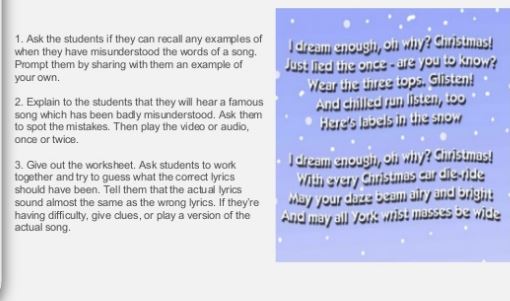 1. Ask the students if they can recall any examples of
when they have misunderstood the words of a song.
Prompt them by sharing with them an example of
your own.
2. Explain to the students that they will hear a famous
song which has been badly misunderstood. Ask them
to spot the mistakes. Then play the video or audio,
once or twice.
3. Give out the worksheet. Ask students to work
together and try to guess what the correct lyrics
should have been. Tell them that the actual lyrics
sound almost the same as the wrong lyrics. If they're
having difficulty, give clues, or play a version of the
actual song.
I dream enough, oh why? Christmas!
Just lied the once - are you to know?
Wear the three tops. Glisten!
And chilled run listen, too
Here's labels in the snow
I dream enough, oh why? Christmas!
With every Christmas car die-ride
May your daze beam airy and bright
And may all York wrist masses be wide